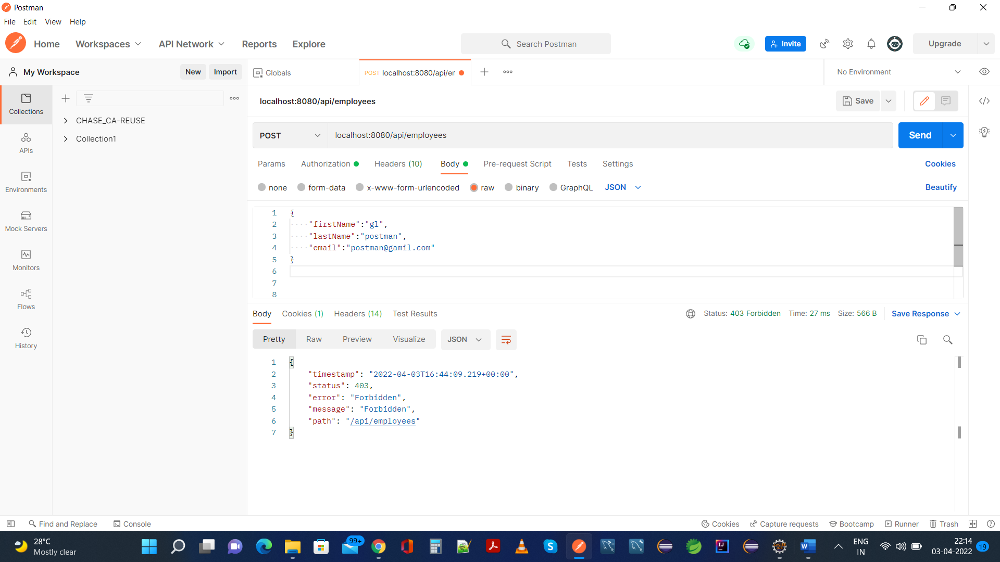 Postman
File Edit View Help
Home Workspaces API Network Reports Explore Search Postman Invite Upgrade
My Workspace New Import Globals POST localhost:8080/api/em No Environment
Collections
APIs
Environments
Mock Servers
Monitors
Flows
History
CHASE_CA-REUSE
Collection1
localhost:8080/api/employees Save
POST localhost:8080/api/employees Send
Params Authorization Headers (10) Body Pre-request Script Tests Settings Cookies
none form-data x-www-form-urlencoded raw binary GraphQL JSON Beautify
1 {
2 "firstName":"gl",
3 "lastName":"postman",
4 "email":"postman@gamil.com"
5 }
6
7
8
Body Cookies (1) Headers (14) Test Results Status: 403 Forbidden Time: 27 ms Size: 566 B Save Response
Pretty Raw Preview Visualize JSON
1 {
2 "timestamp": "2022-04-03T16:44:09.219+00:00",
3 "status": 403,
4 "error": "Forbidden",
5 "message": "Forbidden",
6 "path": "/api/employees"
7 }
Find and Replace Console Cookies Capture requests Bootcamp Runner Trash
28°C
Mostly clear
99+
ENG
IN
22:14
03-04-2022
19